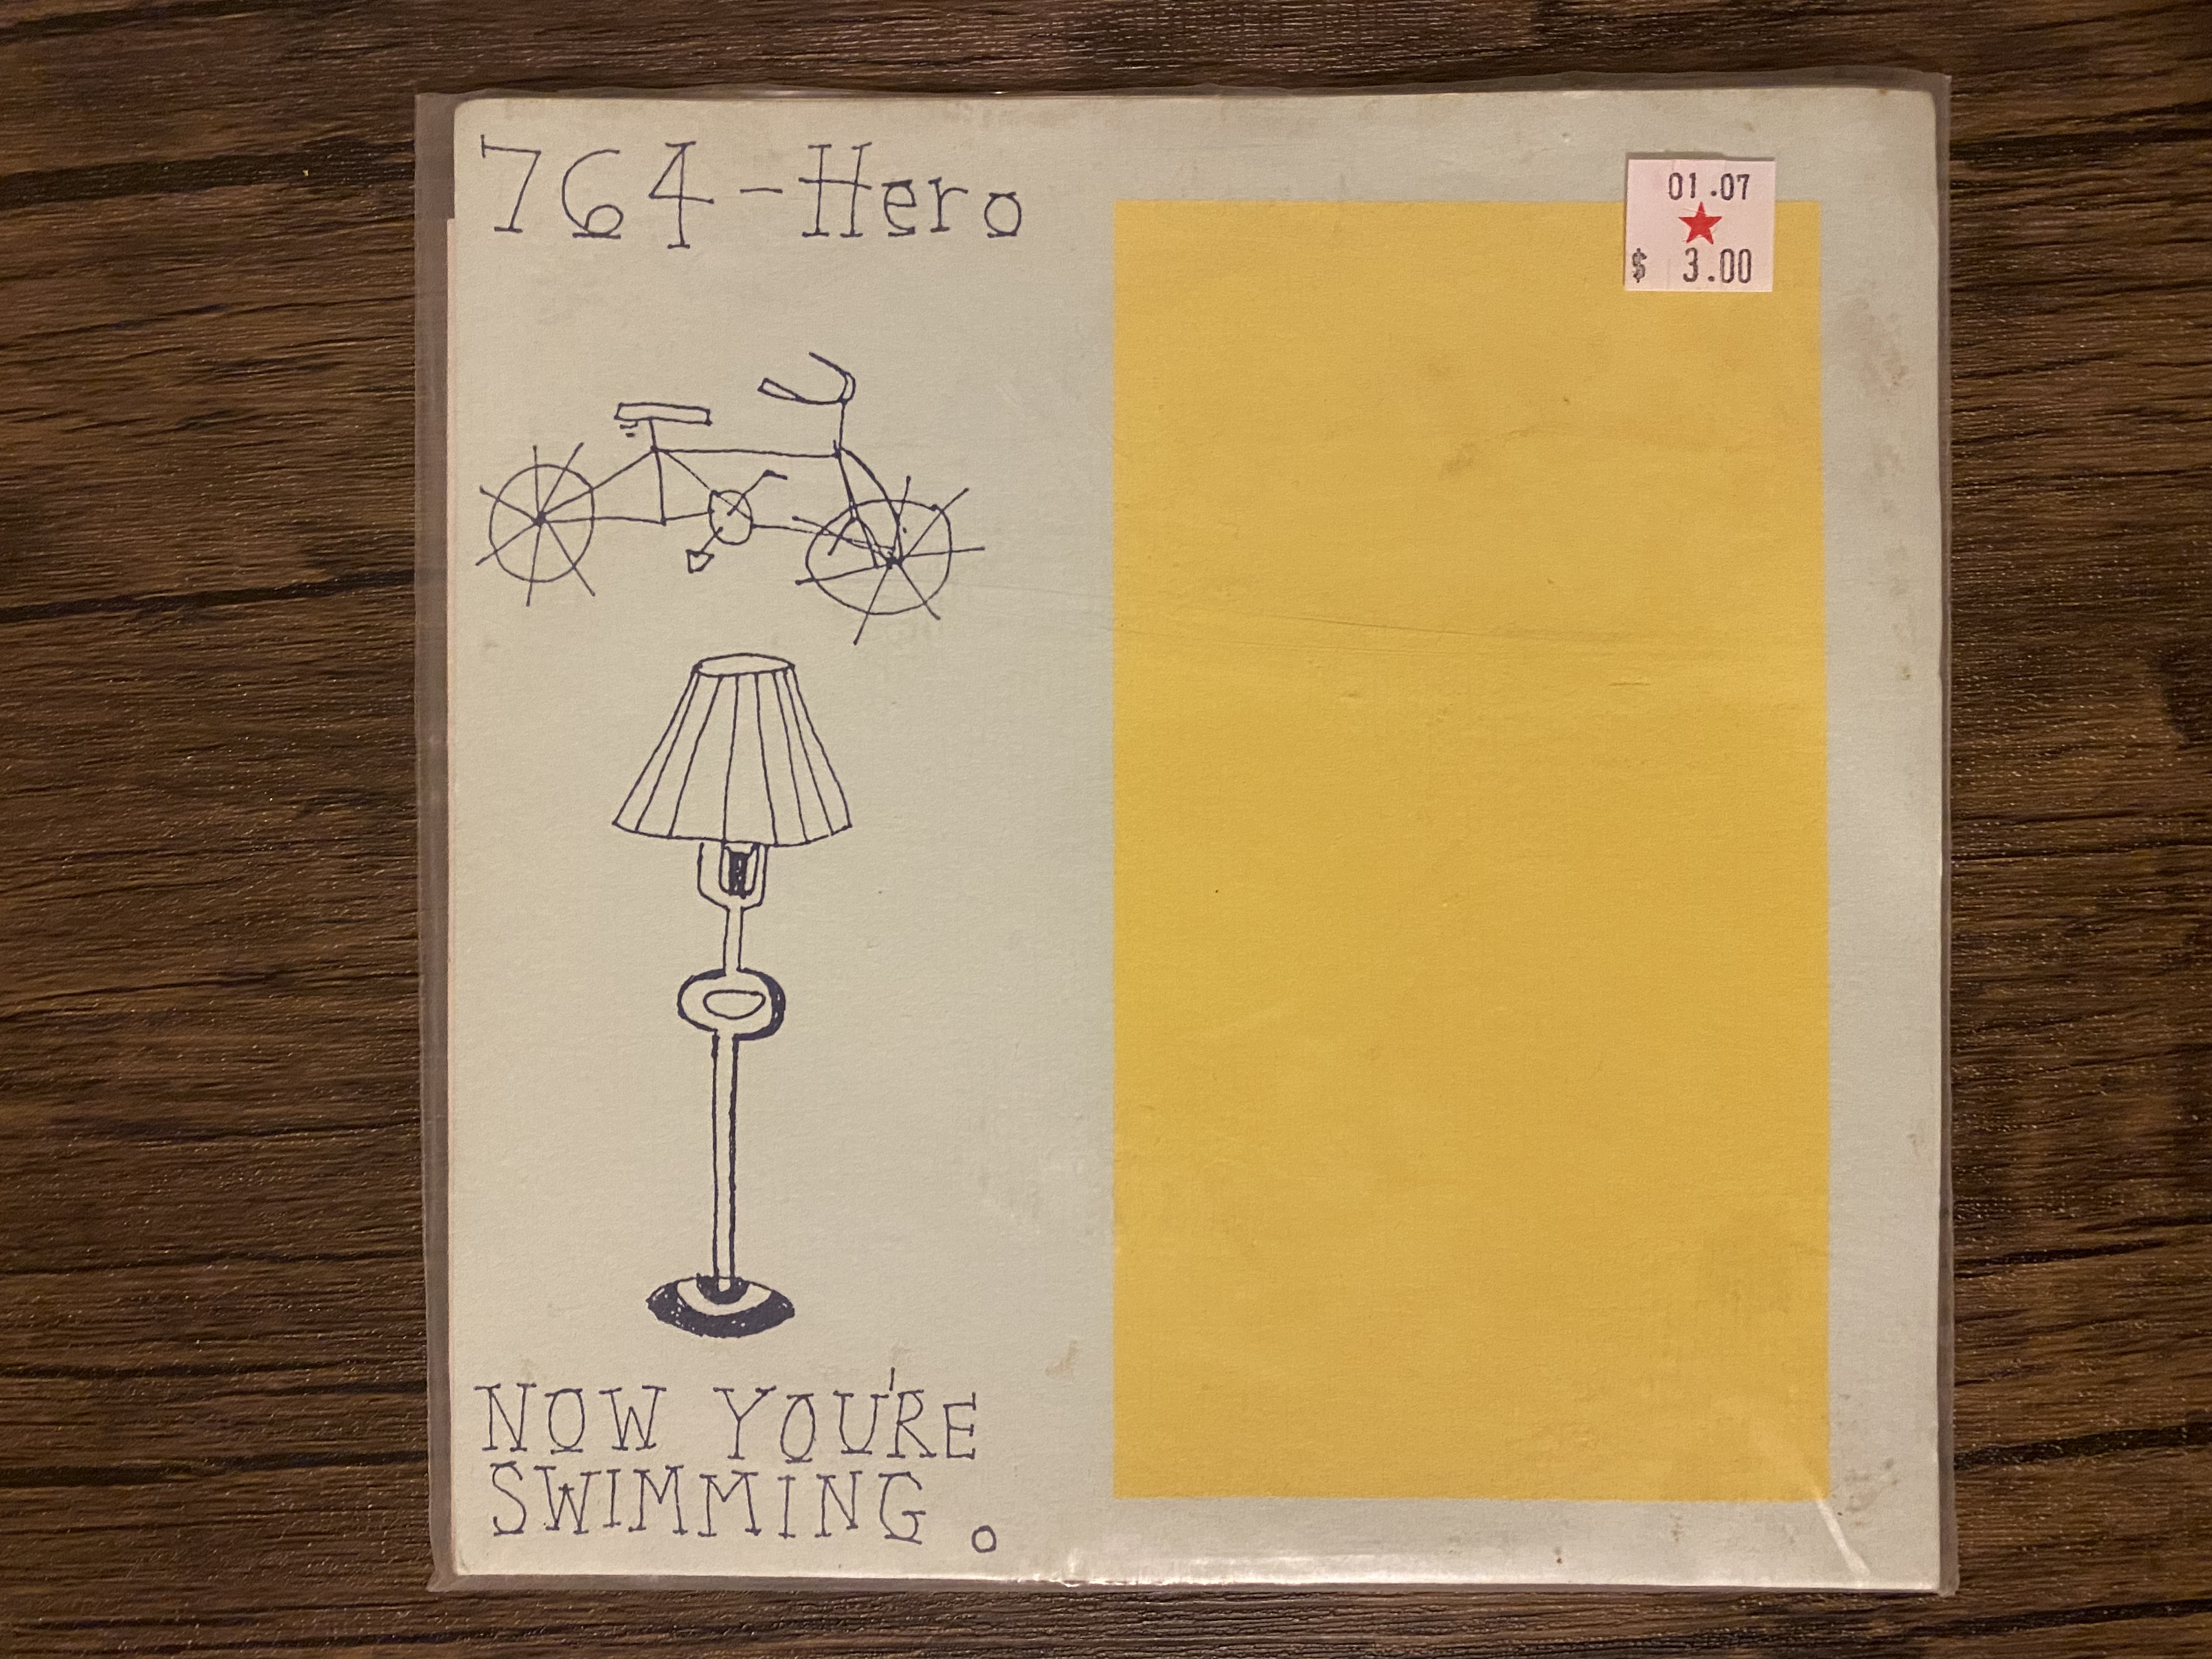 764-Hero
01.07
$ 3.00
NOW YOU'RE
SWIMMING.